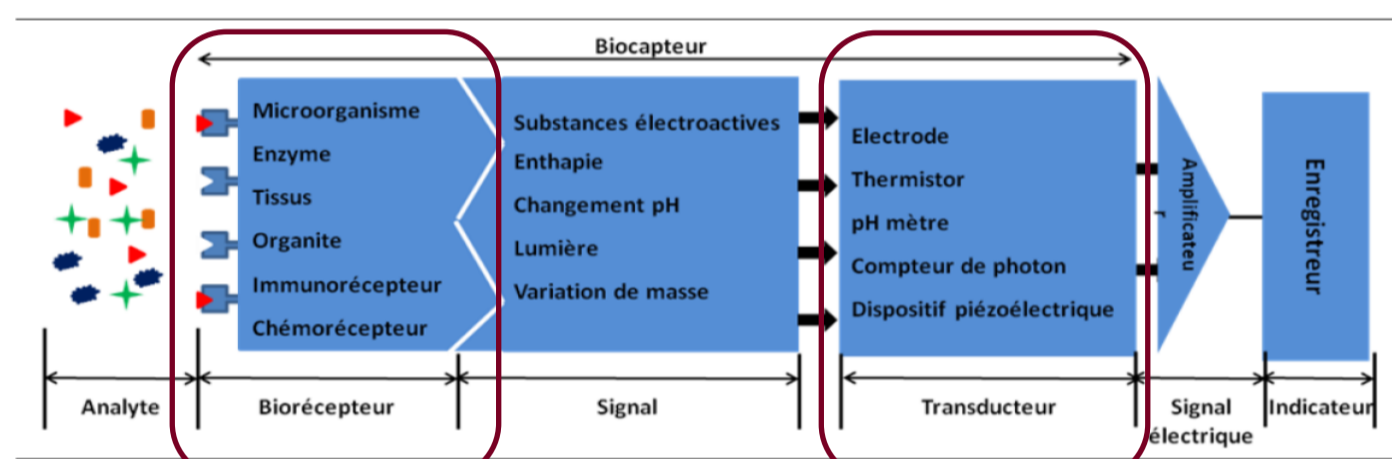 Biocapteur
Microorganisme
Enzyme
Tissus
Organite
Immunorécepteur
Chémorécepteur
Substances électroactives
Enthapie
Changement pH
Lumière
Variation de masse
Electrode
Thermistor
pH mètre
Compteur de photon
Dispositif piézoélectrique
Amplificateu
r
Enregistreur
Analyte
Biorécepteur
Signal
Transducteur
Signal
électrique
Indicateur